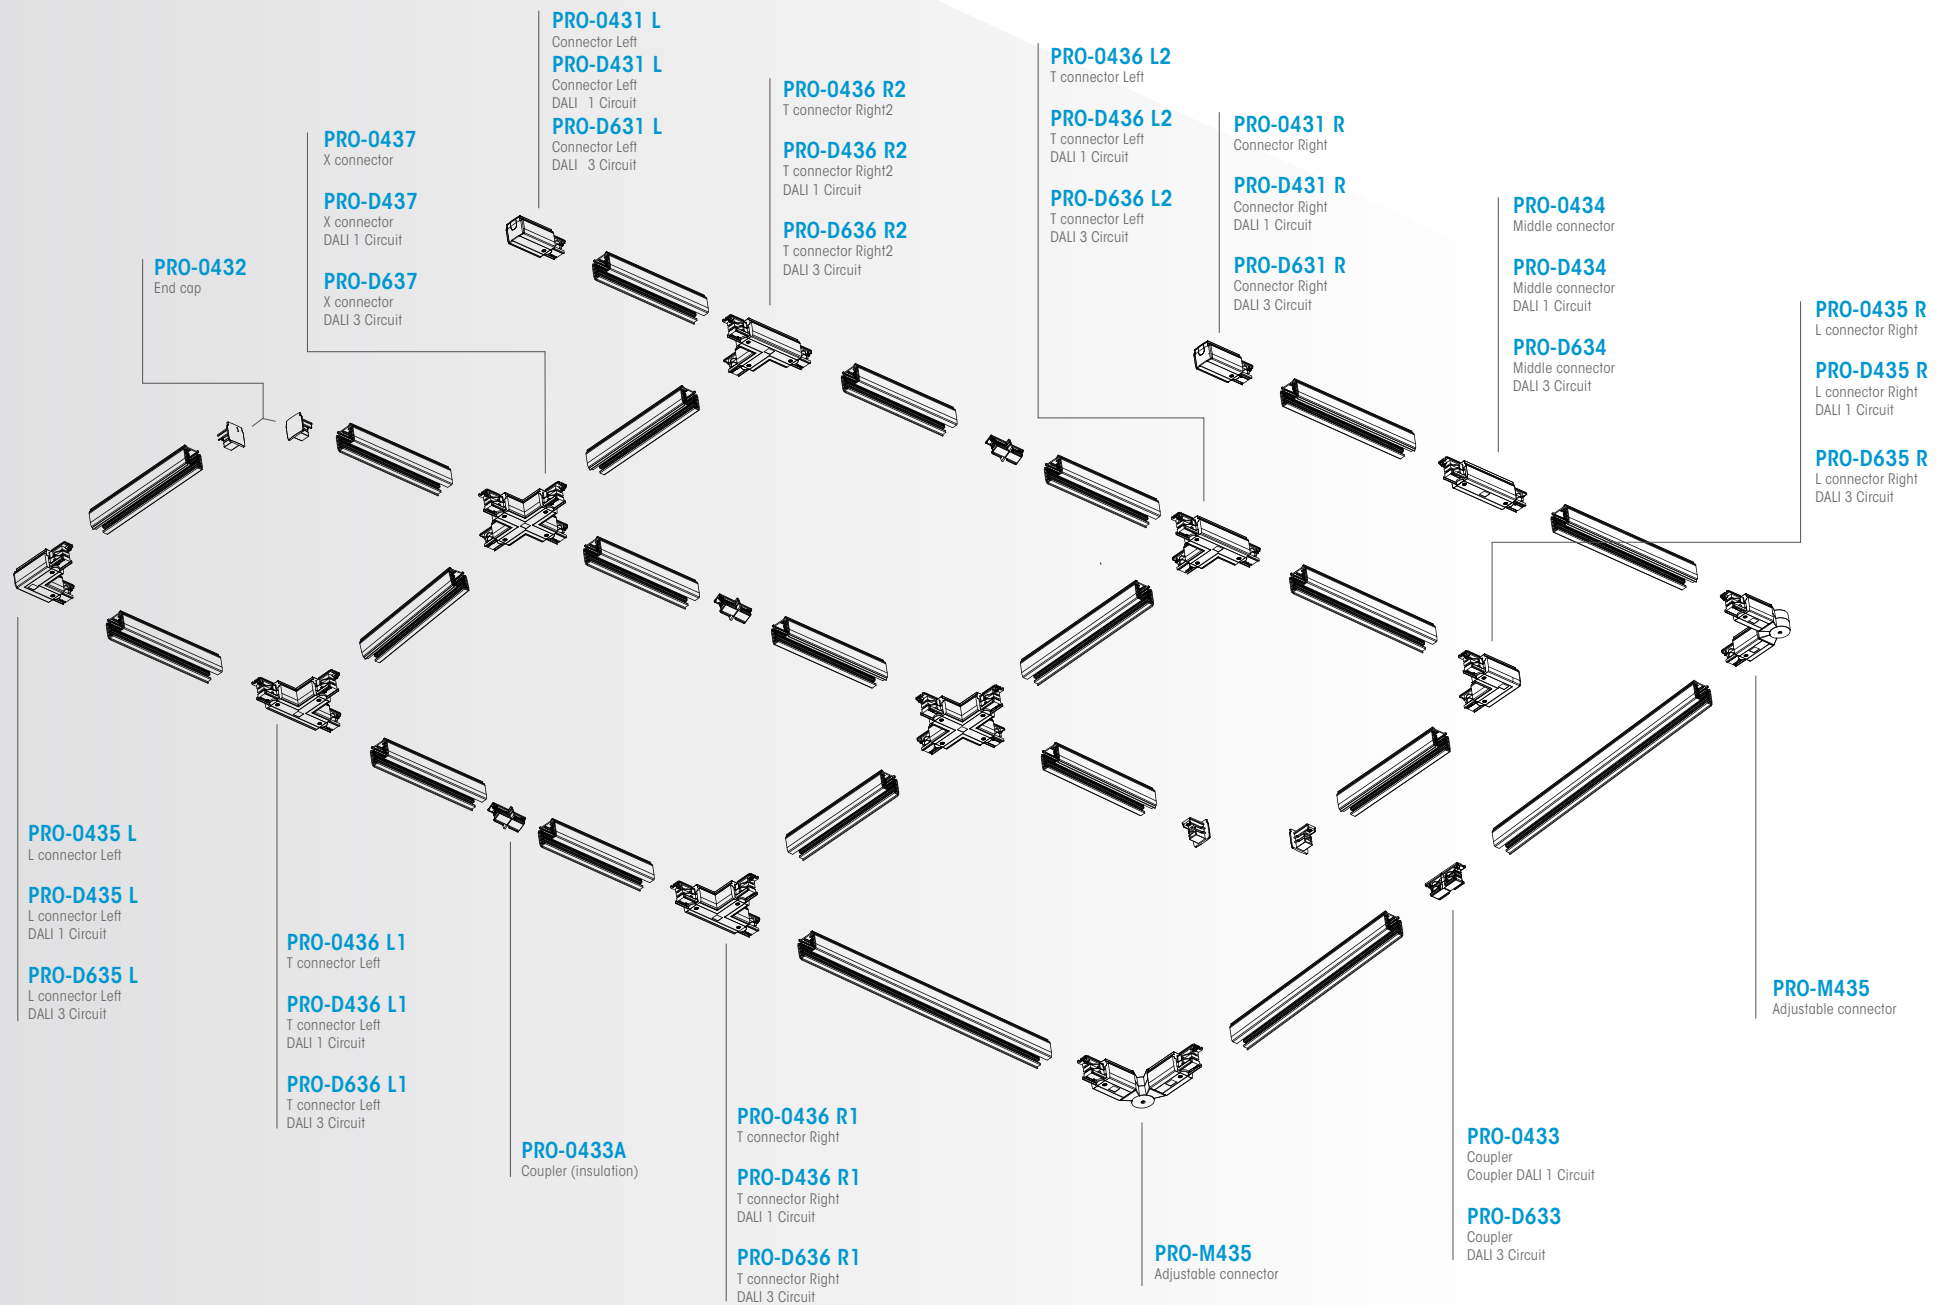 PRO-0431 L
Connector Left
PRO-D431 L
Connector Left
DALI 1 Circuit
PRO-D631 L
Connector Left
DALI 3 Circuit
PRO-0436 R2
T connector Right2
PRO-D436 R2
T connector Right2
DALI 1 Circuit
PRO-D636 R2
T connector Right2
DALI 3 Circuit
PRO-0436 L2
T connector Left
PRO-D436 L2
T connector Left
DALI 1 Circuit
PRO-D636 L2
T connector Left
DALI 3 Circuit
PRO-0431 R
Connector Right
PRO-D431 R
Connector Right
DALI 1 Circuit
PRO-D631 R
Connector Right
DALI 3 Circuit
PRO-0437
X connector
PRO-D437
X connector
DALI 1 Circuit
PRO-D637
X connector
DALI 3 Circuit
PRO-0432
End cap
PRO-0434
Middle connector
PRO-D434
Middle connector
DALI 1 Circuit
PRO-D634
Middle connector
DALI 3 Circuit
PRO-0435 R
L connector Right
PRO-D435 R
L connector Right
DALI 1 Circuit
PRO-D635 R
L connector Right
DALI 3 Circuit
PRO-0435 L
L connector Left
PRO-D435 L
L connector Left
DALI 1 Circuit
PRO-D635 L
L connector Left
DALI 3 Circuit
PRO-0436 L1
T connector Left
PRO-D436 L1
T connector Left
DALI 1 Circuit
PRO-D636 L1
T connector Left
DALI 3 Circuit
PRO-0433A
Coupler (insulation)
PRO-0436 R1
T connector Right
PRO-D436 R1
T connector Right
DALI 1 Circuit
PRO-D636 R1
T connector Right
DALI 3 Circuit
PRO-M435
Adjustable connector
PRO-0433
Coupler
Coupler DALI 1 Circuit
PRO-D633
Coupler
DALI 3 Circuit
PRO-M435
Adjustable connector